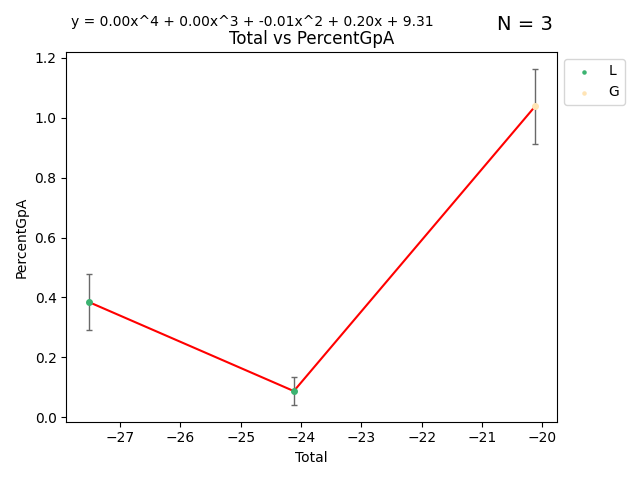 y = 0.00x^4 + 0.00x^3 + -0.01x^2 + 0.20x + 9.31
N = 3
Total vs PercentGpA
L
G
1.2
1.0
0.8
0.6
0.4
0.2
0.0
PercentGpA
−27 −26 −25 −24 −23 −22 −21 −20
Total